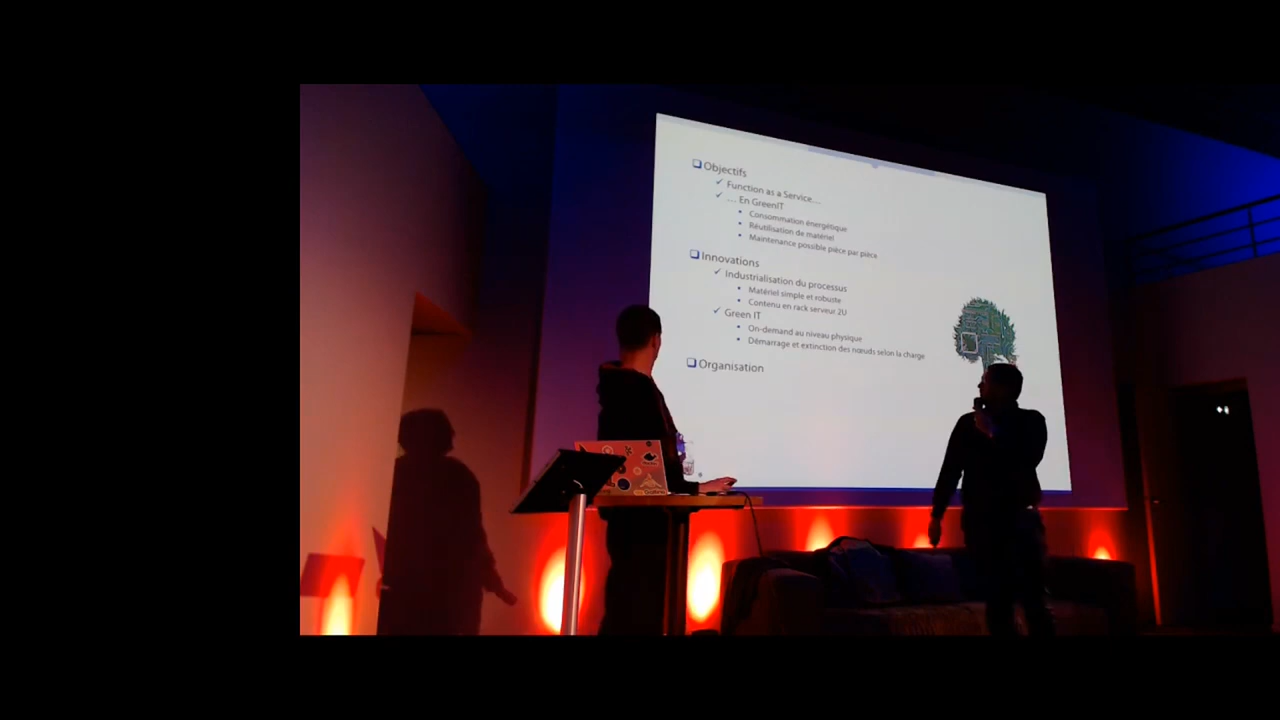 Objectifs
Function as a Service...
... En GreenIT
Consommation énergétique
Réutilisation de matériel
Maintenance possible pièce par pièce
Innovations
Industrialisation du processus
Matériel simple et robuste
Contenu en rack serveur 2U
Green IT
On-demand au niveau physique
Démarrage et extinction des nœuds selon la charge
Organisation